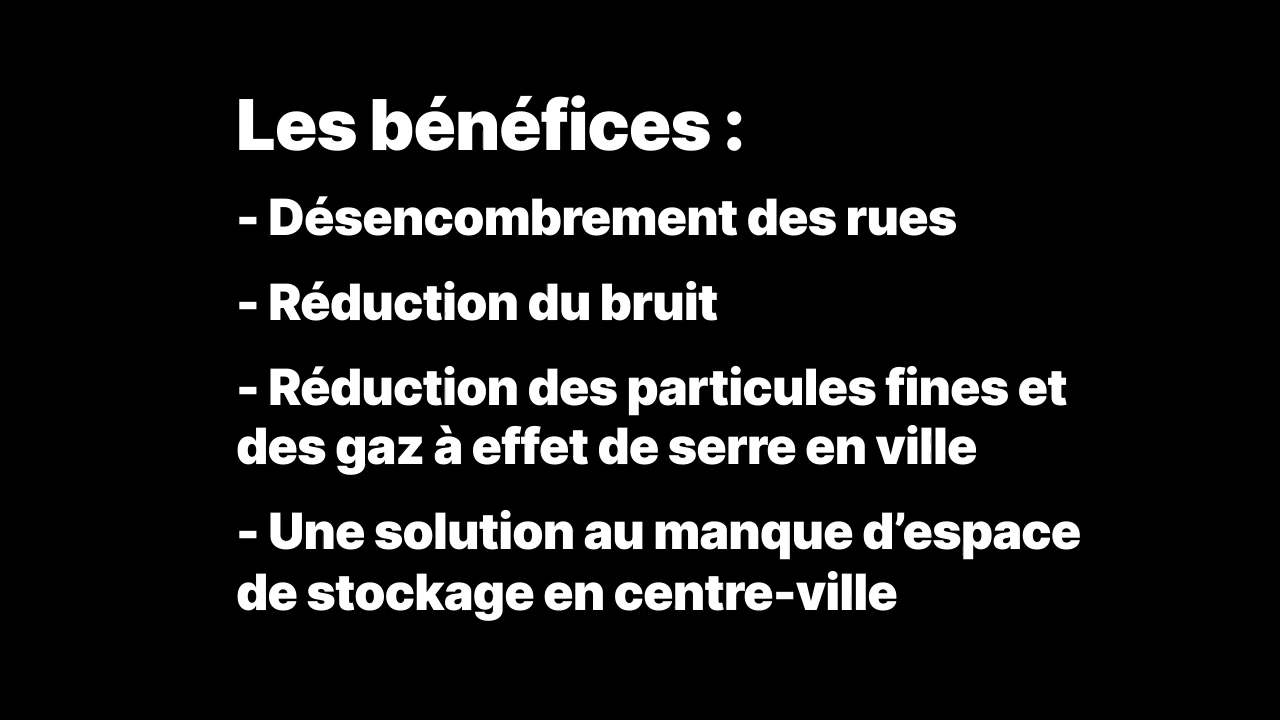 Les bénéfices :
- Désencombrement des rues
- Réduction du bruit
- Réduction des particules fines et
des gaz à effet de serre en ville
- Une solution au manque d’espace
de stockage en centre-ville